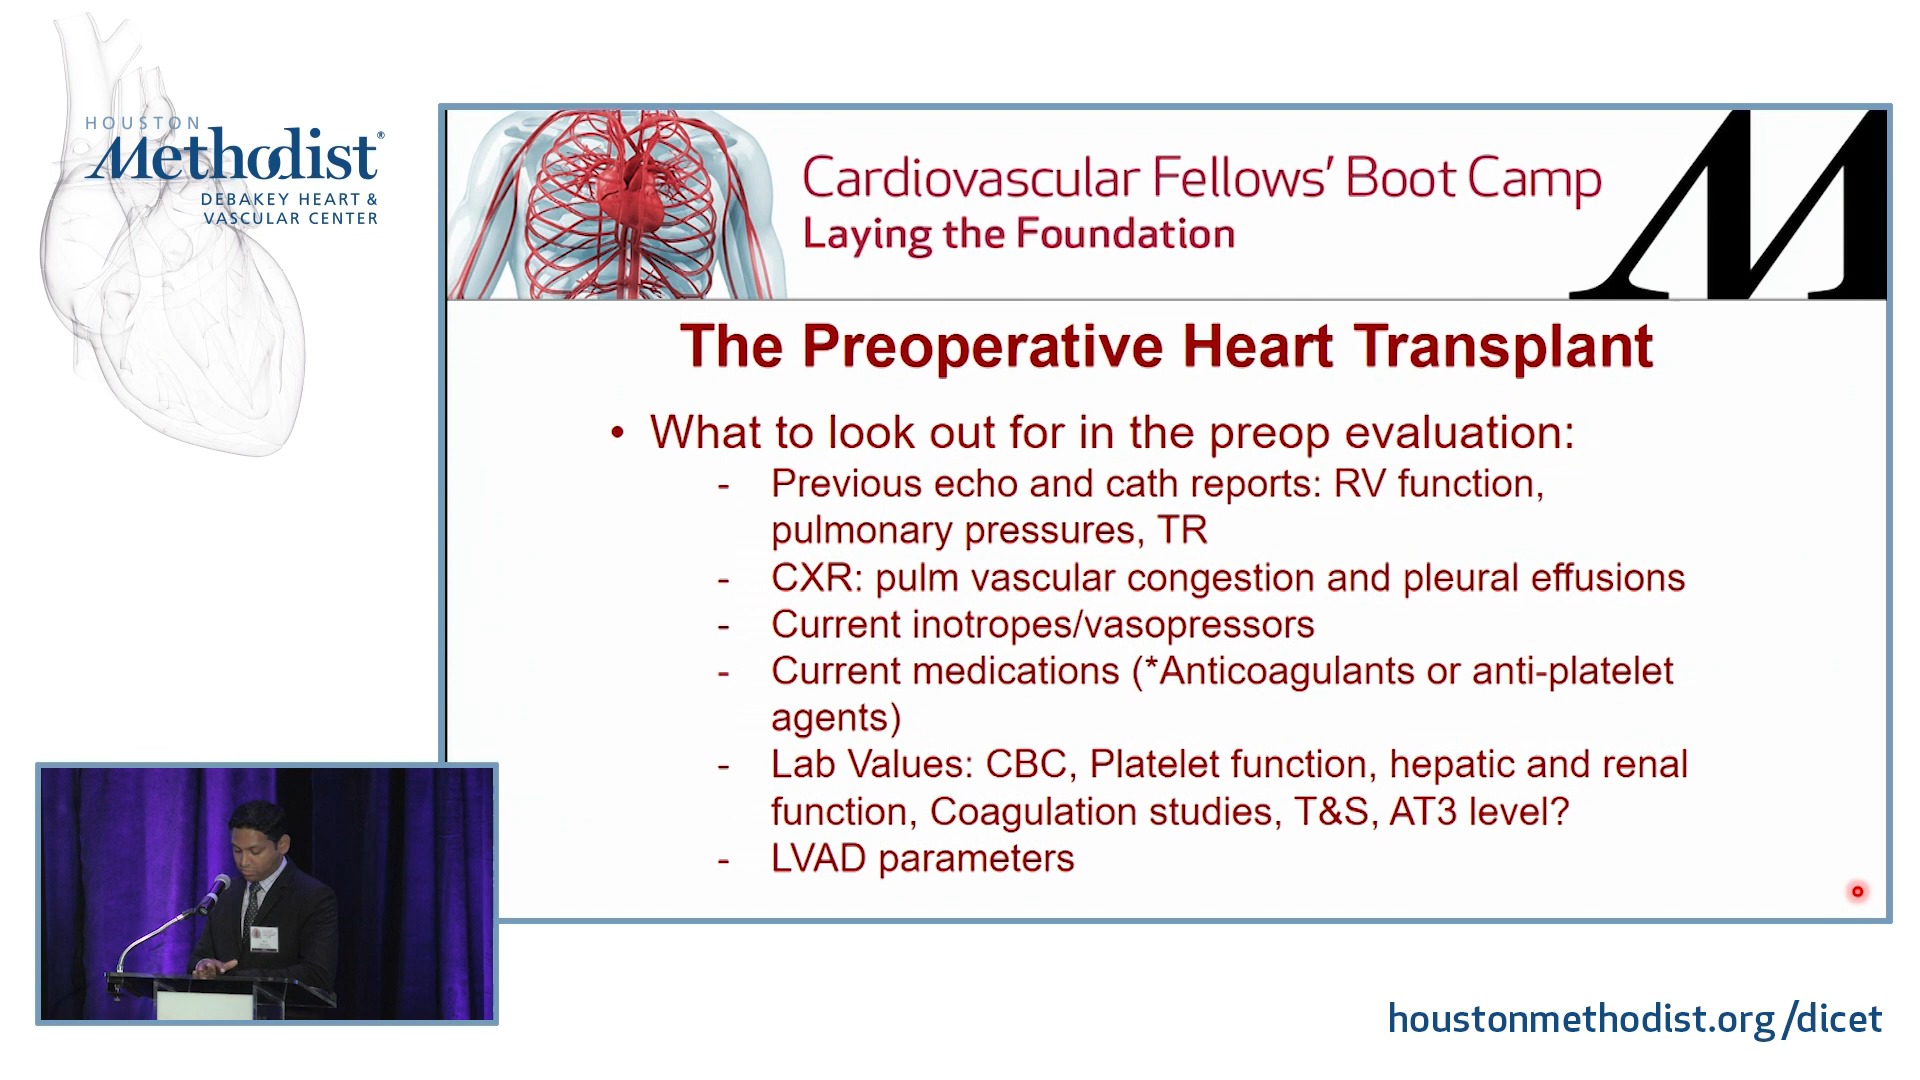 HOUSTON
Methodist®
DEBAKEY HEART &
VASCULAR CENTER
Cardiovascular Fellows’ Boot Camp
Laying the Foundation
M
The Preoperative Heart Transplant
• What to look out for in the preop evaluation:
- Previous echo and cath reports: RV function,
pulmonary pressures, TR
- CXR: pulm vascular congestion and pleural effusions
- Current inotropes/vasopressors
- Current medications (*Anticoagulants or anti-platelet
agents)
- Lab Values: CBC, Platelet function, hepatic and renal
function, Coagulation studies, T&S, AT3 level?
- LVAD parameters
houstonmethodist.org/dicet